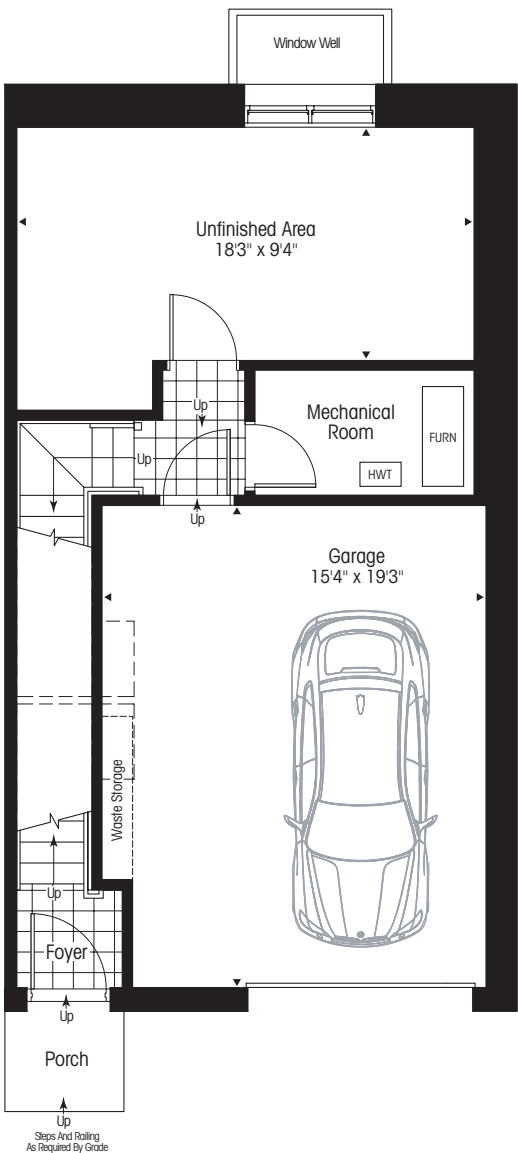 Window Well
Unfinished Area
18'3" x 9'4"
Up
Mechanical
Room
FURN
Up
HWT
Up
Garage
15'4" x 19'3"
Waste Storage
Up
Foyer
Up
Porch
Up
Steps And Railing
As Required By Grade